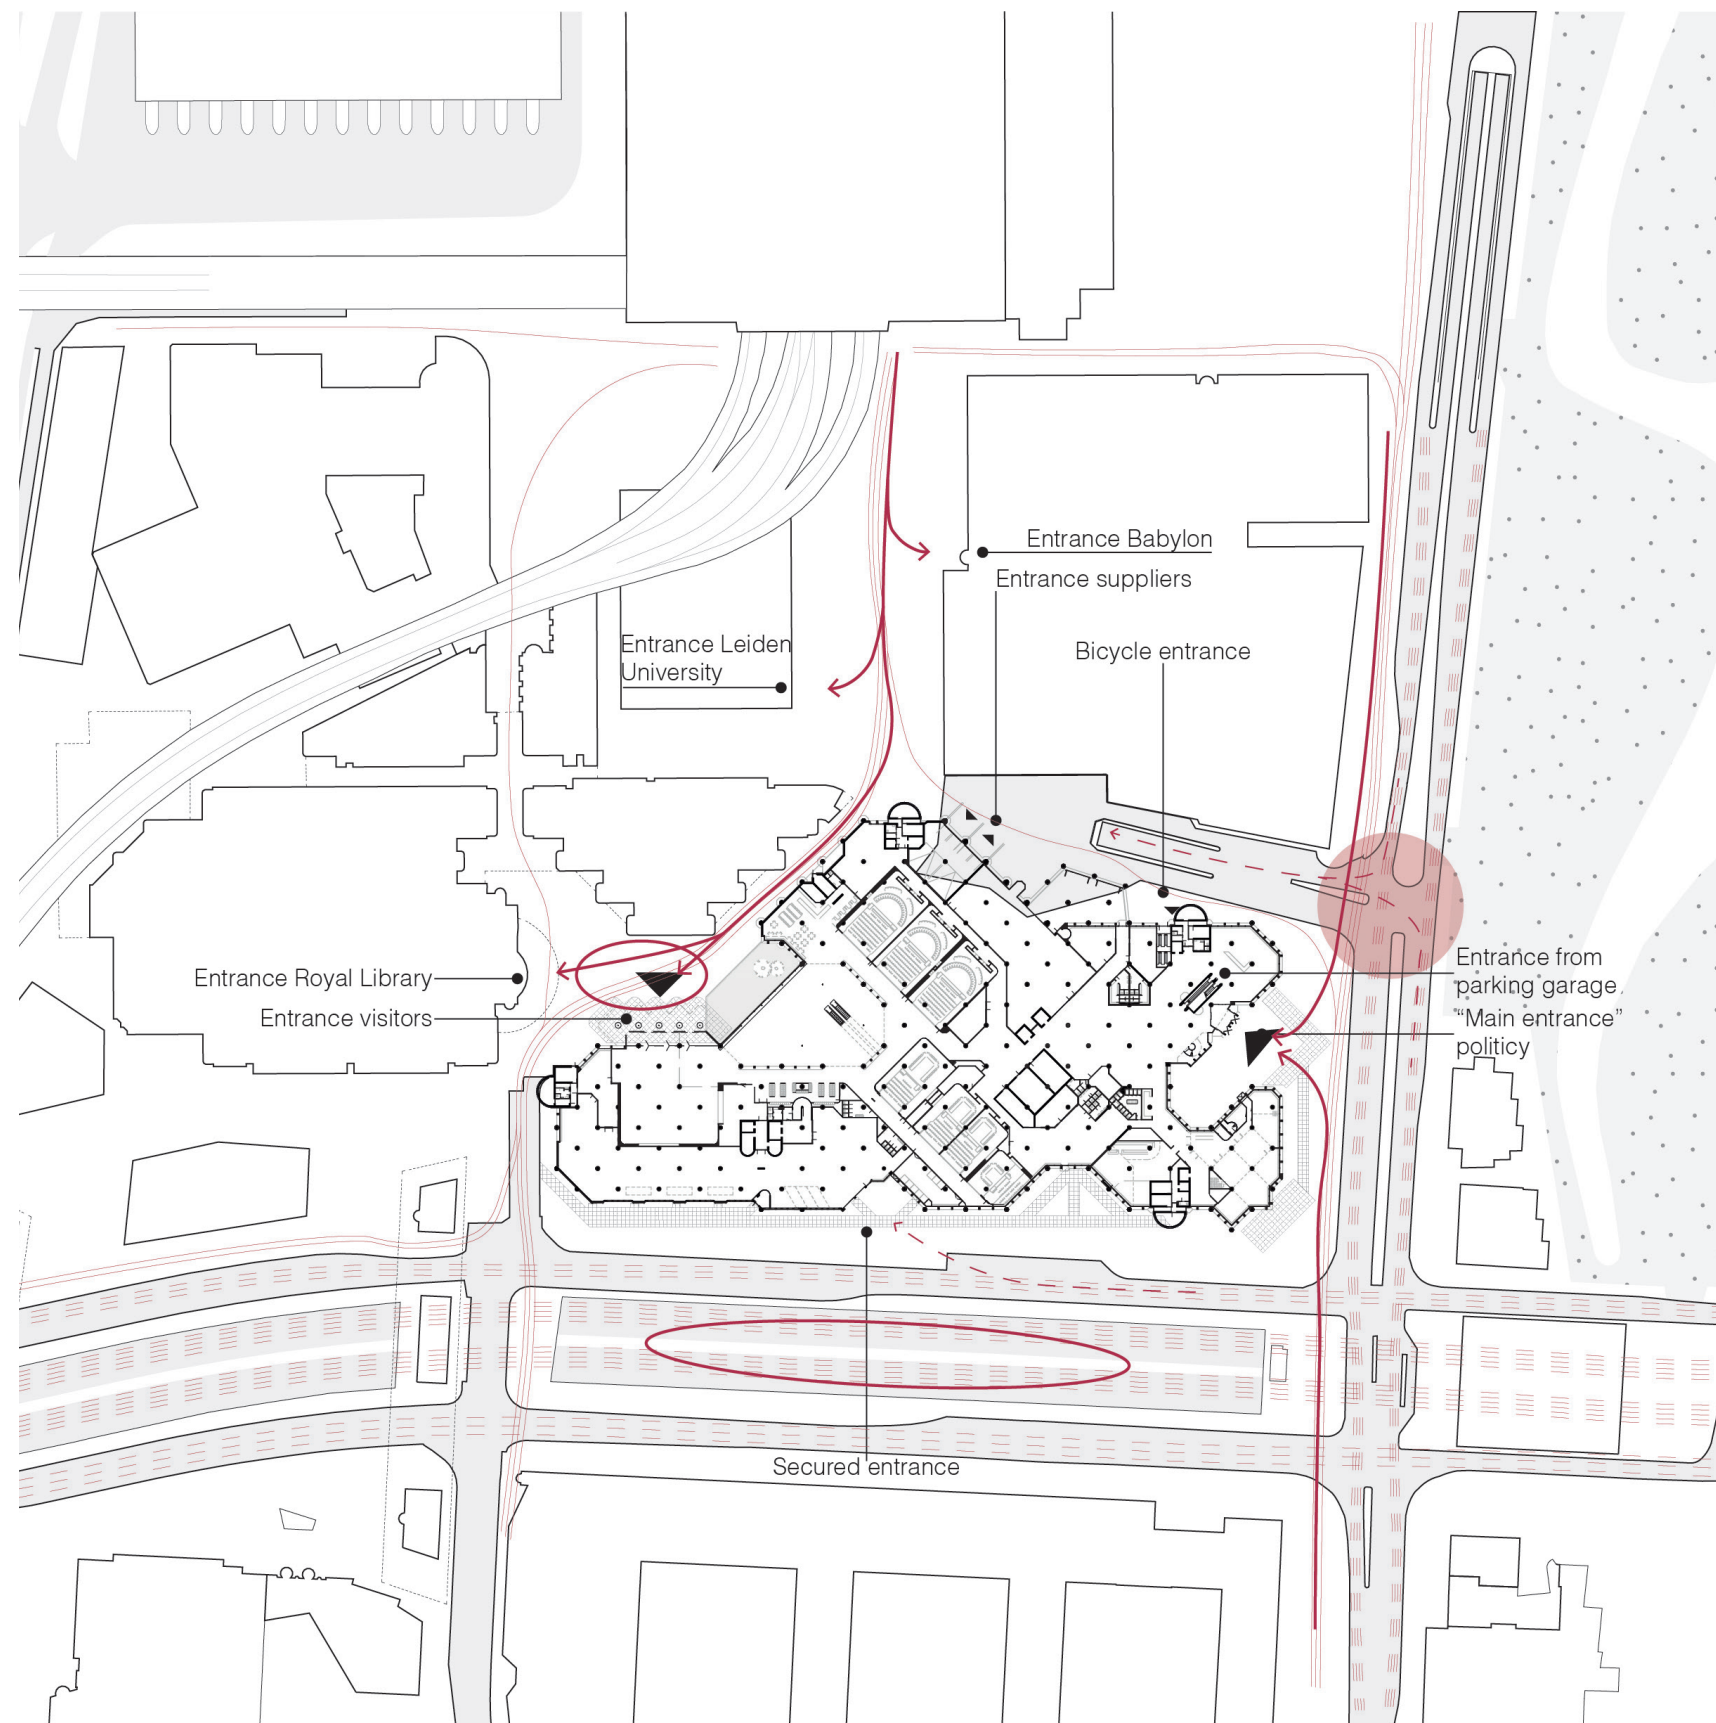 Entrance Babylon
Entrance suppliers
Entrance Leiden
University
Bicycle entrance
Entrance Royal Library
Entrance visitors
Entrance from
parking garage
“Main entrance”
politicy
Secured entrance